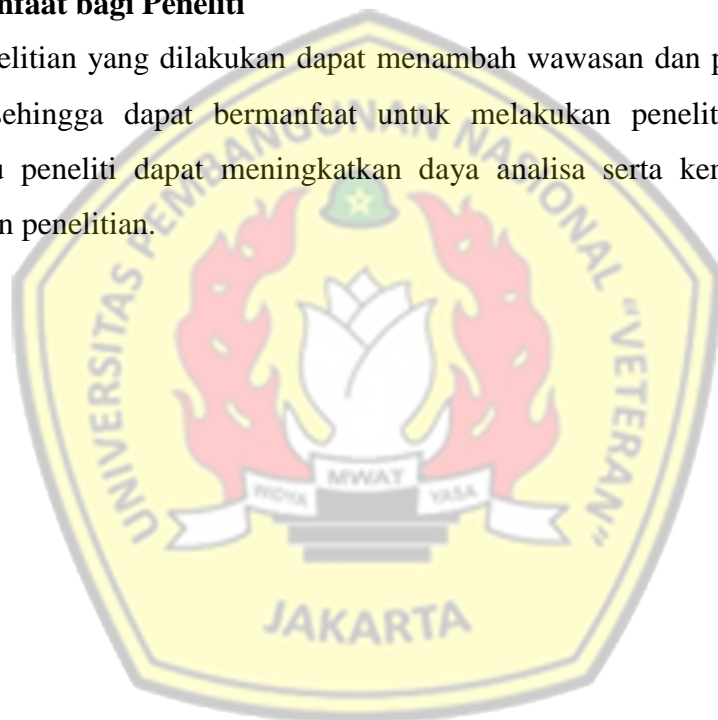 nfaat bagi Peneliti
elitian yang dilakukan dapat menambah wawasan dan p
sehingga dapat bermanfaat untuk melakukan penelit
u peneliti dapat meningkatkan daya analisa serta ke
n penelitian.
UNIVERSITAS PEMBANGUNAN NASIONAL "VETERAN"
WIDYA MWAT YASA
JAKARTA